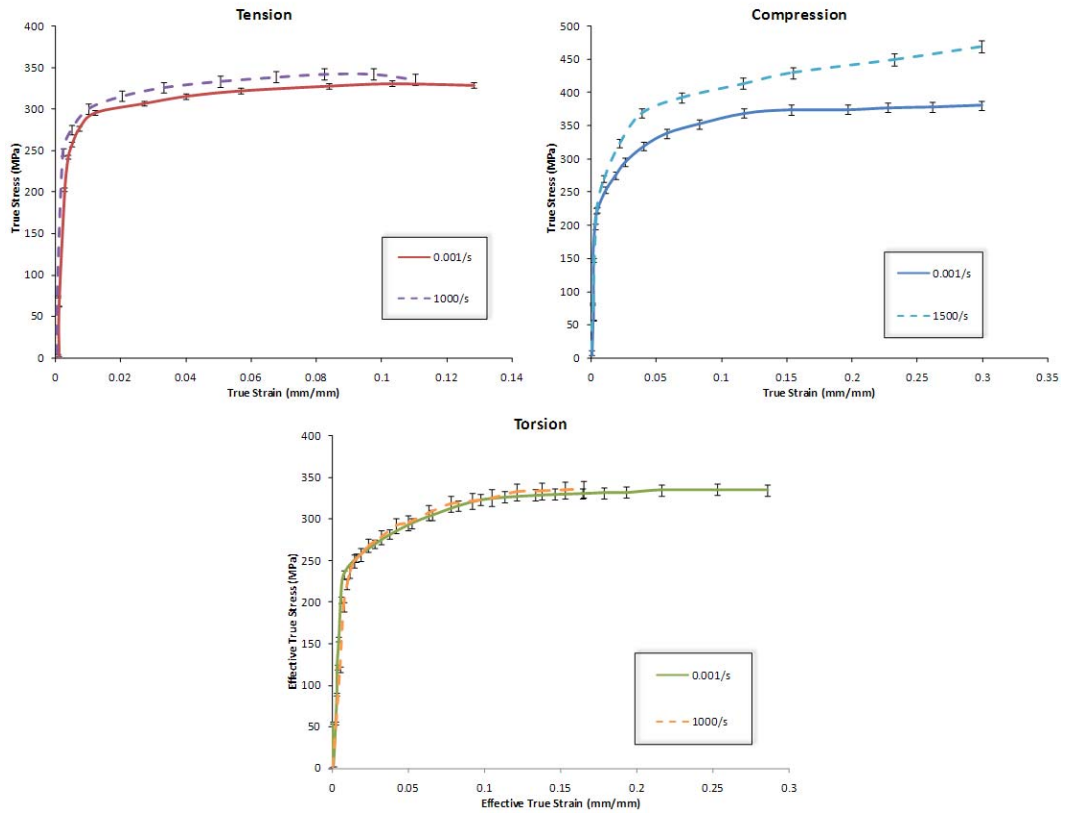 Tension
400
350
300
250
200
150
100
50
0
True Stress (MPa)
0.001/s
1000/s
0 0.02 0.04 0.06 0.08 0.1 0.12 0.14
True Strain (mm/mm)
Compression
500
450
400
350
300
250
200
150
100
50
0
True Stress (MPa)
0.001/s
1500/s
0 0.05 0.1 0.15 0.2 0.25 0.3 0.35
True Strain (mm/mm)
Torsion
400
350
300
250
200
150
100
50
0
Effective True Stress (MPa)
0.001/s
1000/s
0 0.05 0.1 0.15 0.2 0.25 0.3
Effective True Strain (mm/mm)